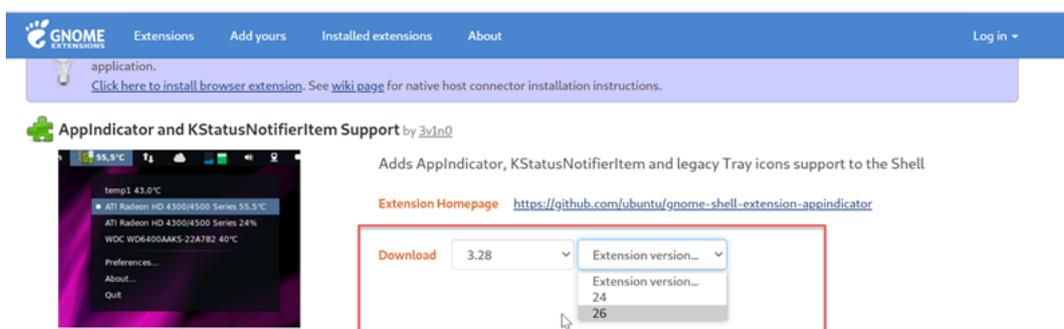 GNOME EXTENSIONS Extensions Add yours Installed extensions About Log in
application.
Click here to install browser extension. See wiki page for native host connector installation instructions.
AppIndicator and KStatusNotifierItem Support by 3v1n0
55,5°C
temp1 43.0°C
ATI Radeon HD 4300/4500 Series 55.5°C
ATI Radeon HD 4300/4500 Series 24%
WDC WD6400AAKS-22A7B2 40°C
Preferences...
About...
Quit
Adds AppIndicator, KStatusNotifierItem and legacy Tray icons support to the Shell
Extension Homepage https://github.com/ubuntu/gnome-shell-extension-appindicator
Download 3.28 Extension version...
Extension version...
24
26